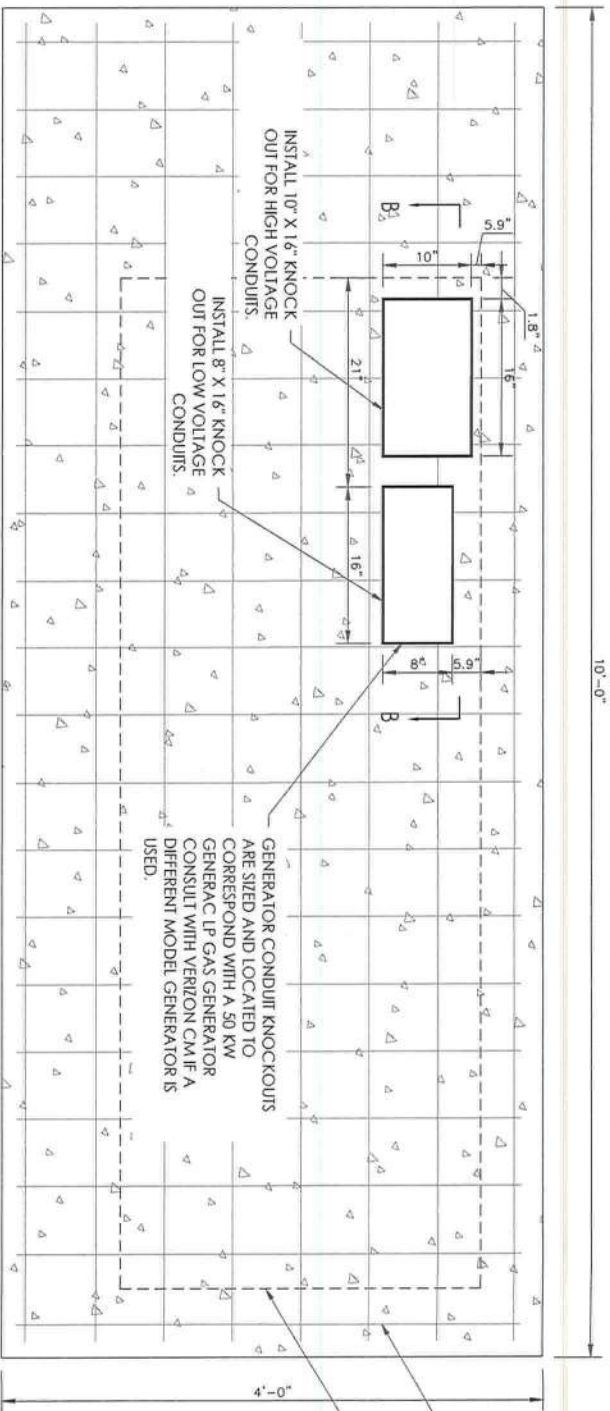 10'-0"
5.9"
1.8"
16"
10"
B
INSTALL 10" X 16" KNOCK
OUT FOR HIGH VOLTAGE
CONDUITS.
21"
16"
INSTALL 8" X 16" KNOCK
OUT FOR LOW VOLTAGE
CONDUITS.
8"
5.9"
B
GENERATOR CONDUIT KNOCKOUTS
ARE SIZED AND LOCATED TO
CORRESPOND WITH A 50 KW
GENERAC LP GAS GENERATOR
CONSULT WITH VERIZON CM IF A
DIFFERENT MODEL GENERATOR IS
USED.
4'-0"